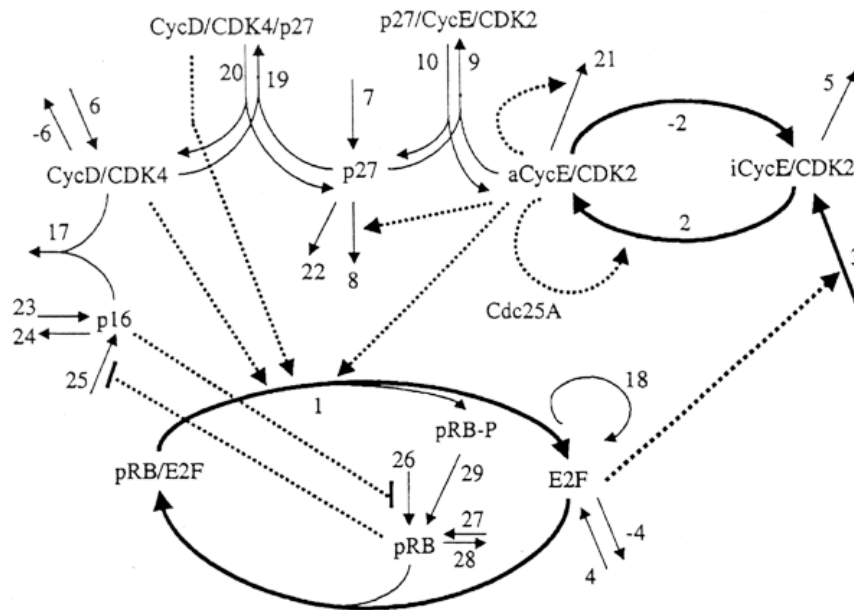 CycD/CDK4/p27
p27/CycE/CDK2
20
19
10
9
21
5
6
-6
7
-2
CycD/CDK4
p27
aCycE/CDK2
iCycE/CDK2
17
22
8
2
Cdc25A
23
24
p16
25
1
18
pRB-P
pRB/E2F
26
29
E2F
27
28
pRB
-4
4